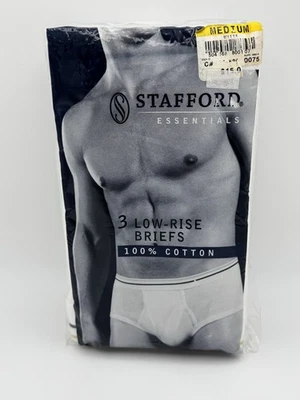 MEDIUM
STAFFORD
ESSENTIALS
3 LOW-RISE
BRIEFS
100% COTTON